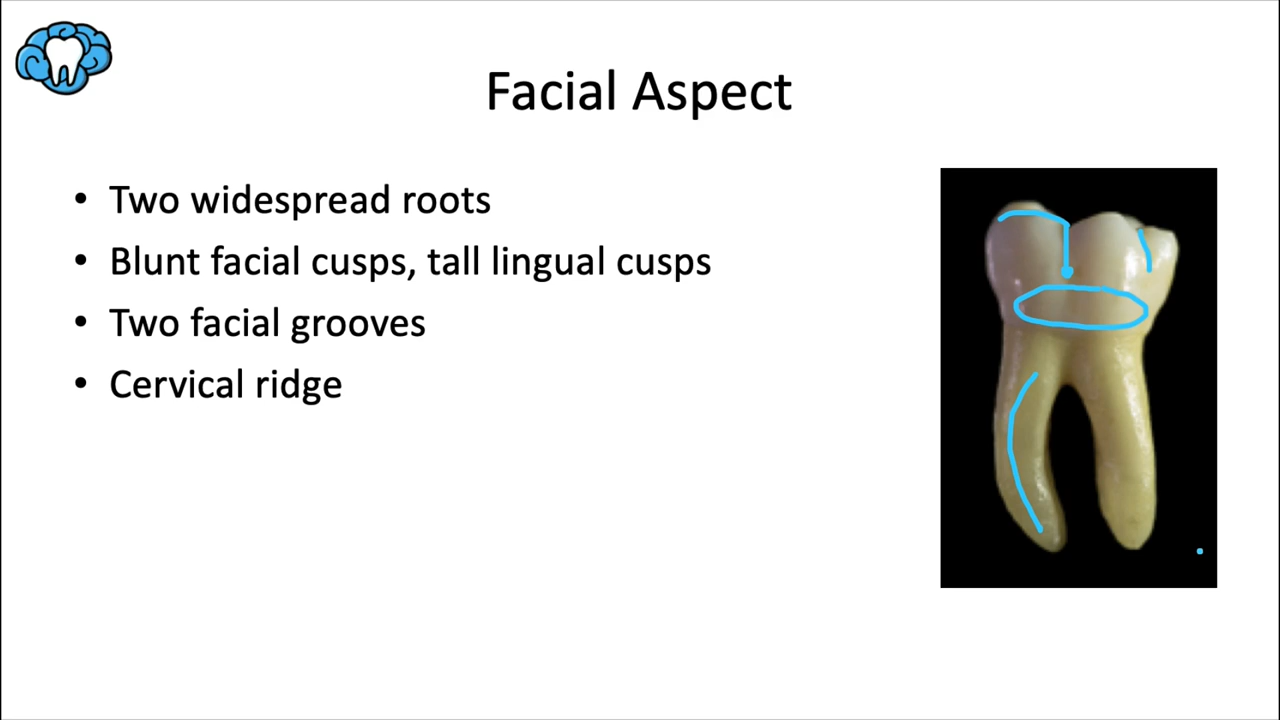 Facial Aspect
• Two widespread roots
• Blunt facial cusps, tall lingual cusps
• Two facial grooves
• Cervical ridge